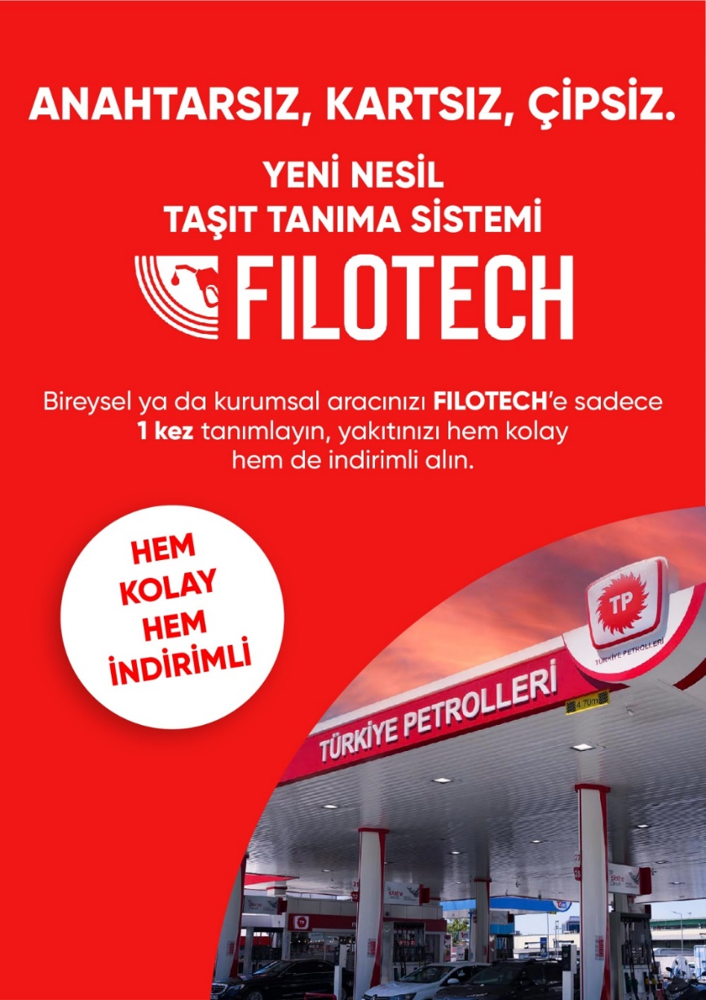 ANAHTARSIZ, KARTSIZ, ÇİPSİZ.
YENİ NESİL
TAŞIT TANIMA SİSTEMİ
FILOTECH
Bireysel ya da kurumsal aracınızı FILOTECH'e sadece
1 kez tanımlayın, yakıtınızı hem kolay
hem de indirimli alın.
HEM
KOLAY
HEM
İNDİRİMLİ
TP
TÜRKİYE PETROLLERİ
TÜRKİYE PETROLLERİ
4.70m
TP